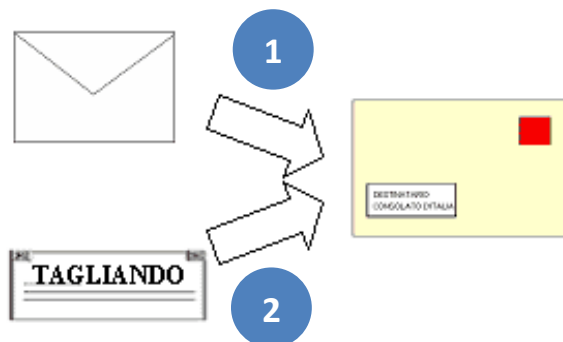 1
DESTINATARIO
CONSOLATO D'ITALIA
TAGLIANDO
2